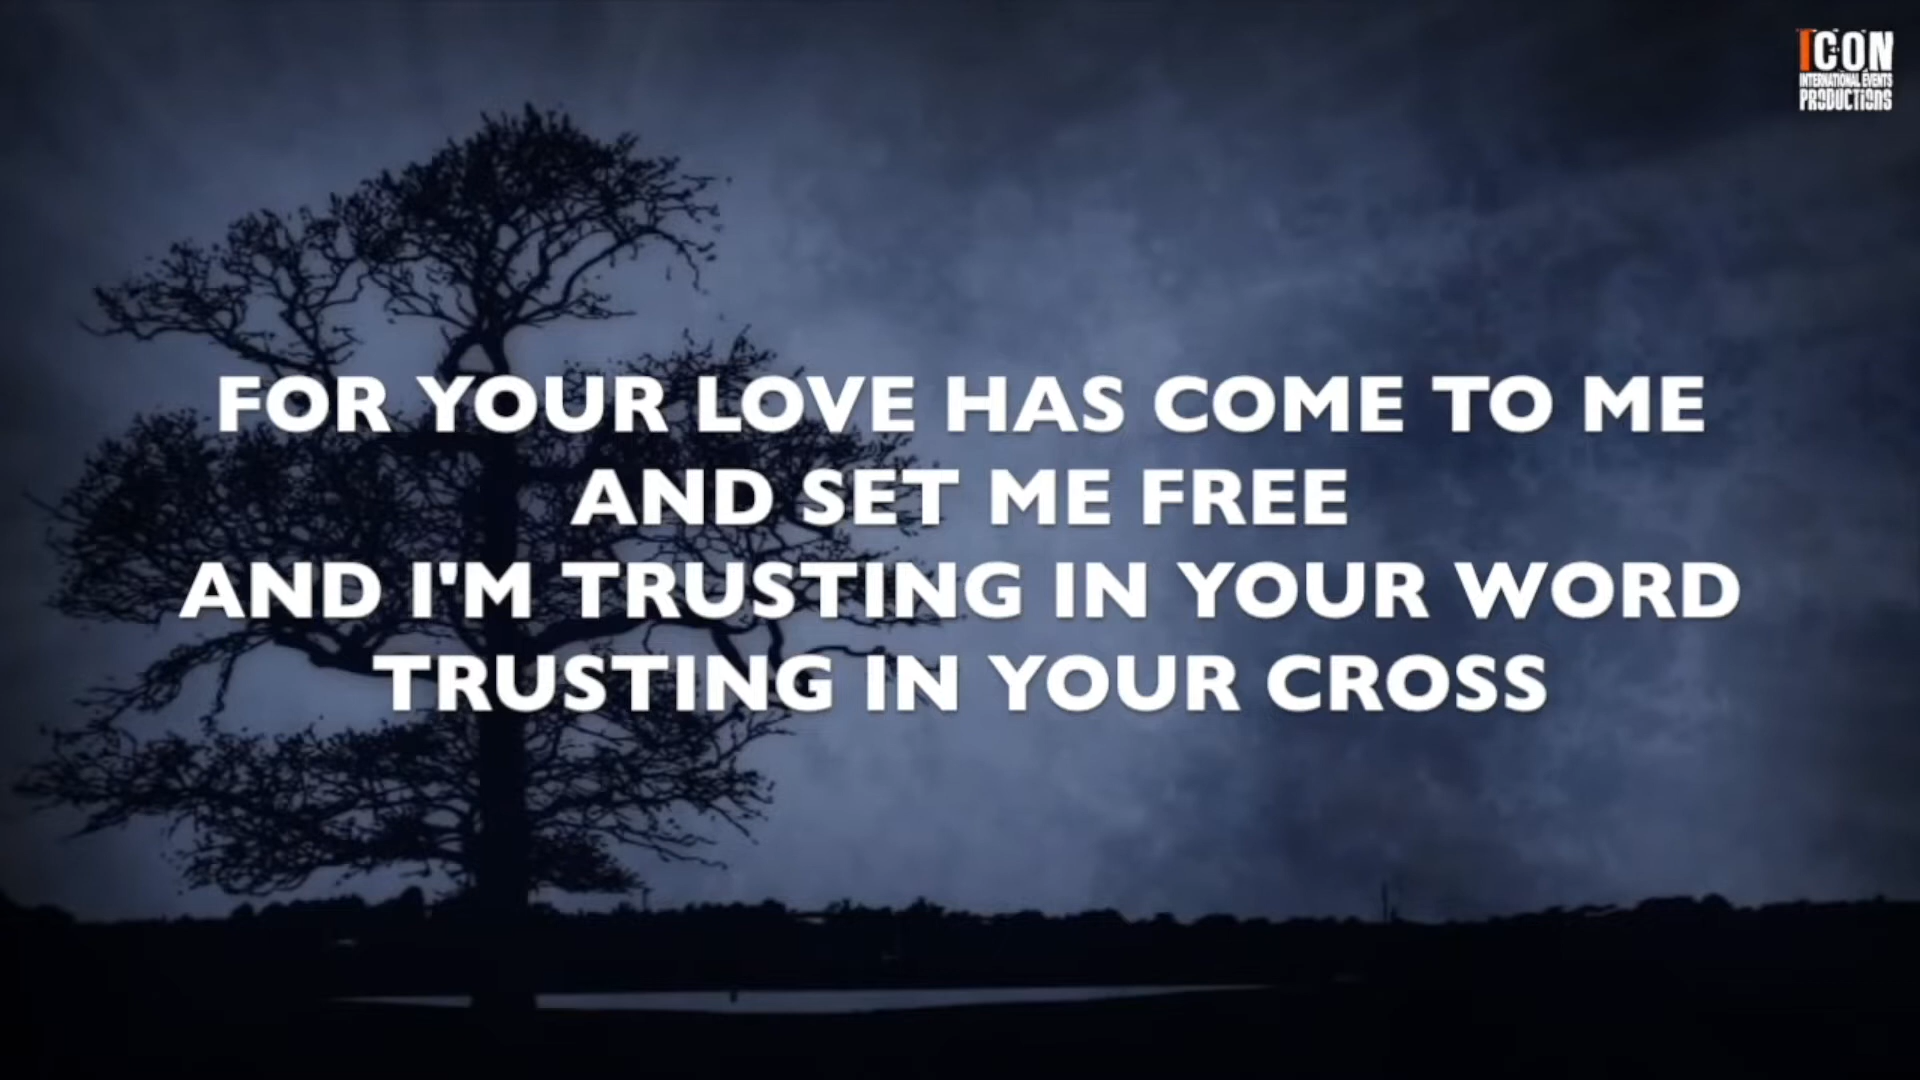 ICON
INTERNATIONAL EVENTS
PRODUCTIONS
FOR YOUR LOVE HAS COME TO ME
AND SET ME FREE
AND I'M TRUSTING IN YOUR WORD
TRUSTING IN YOUR CROSS